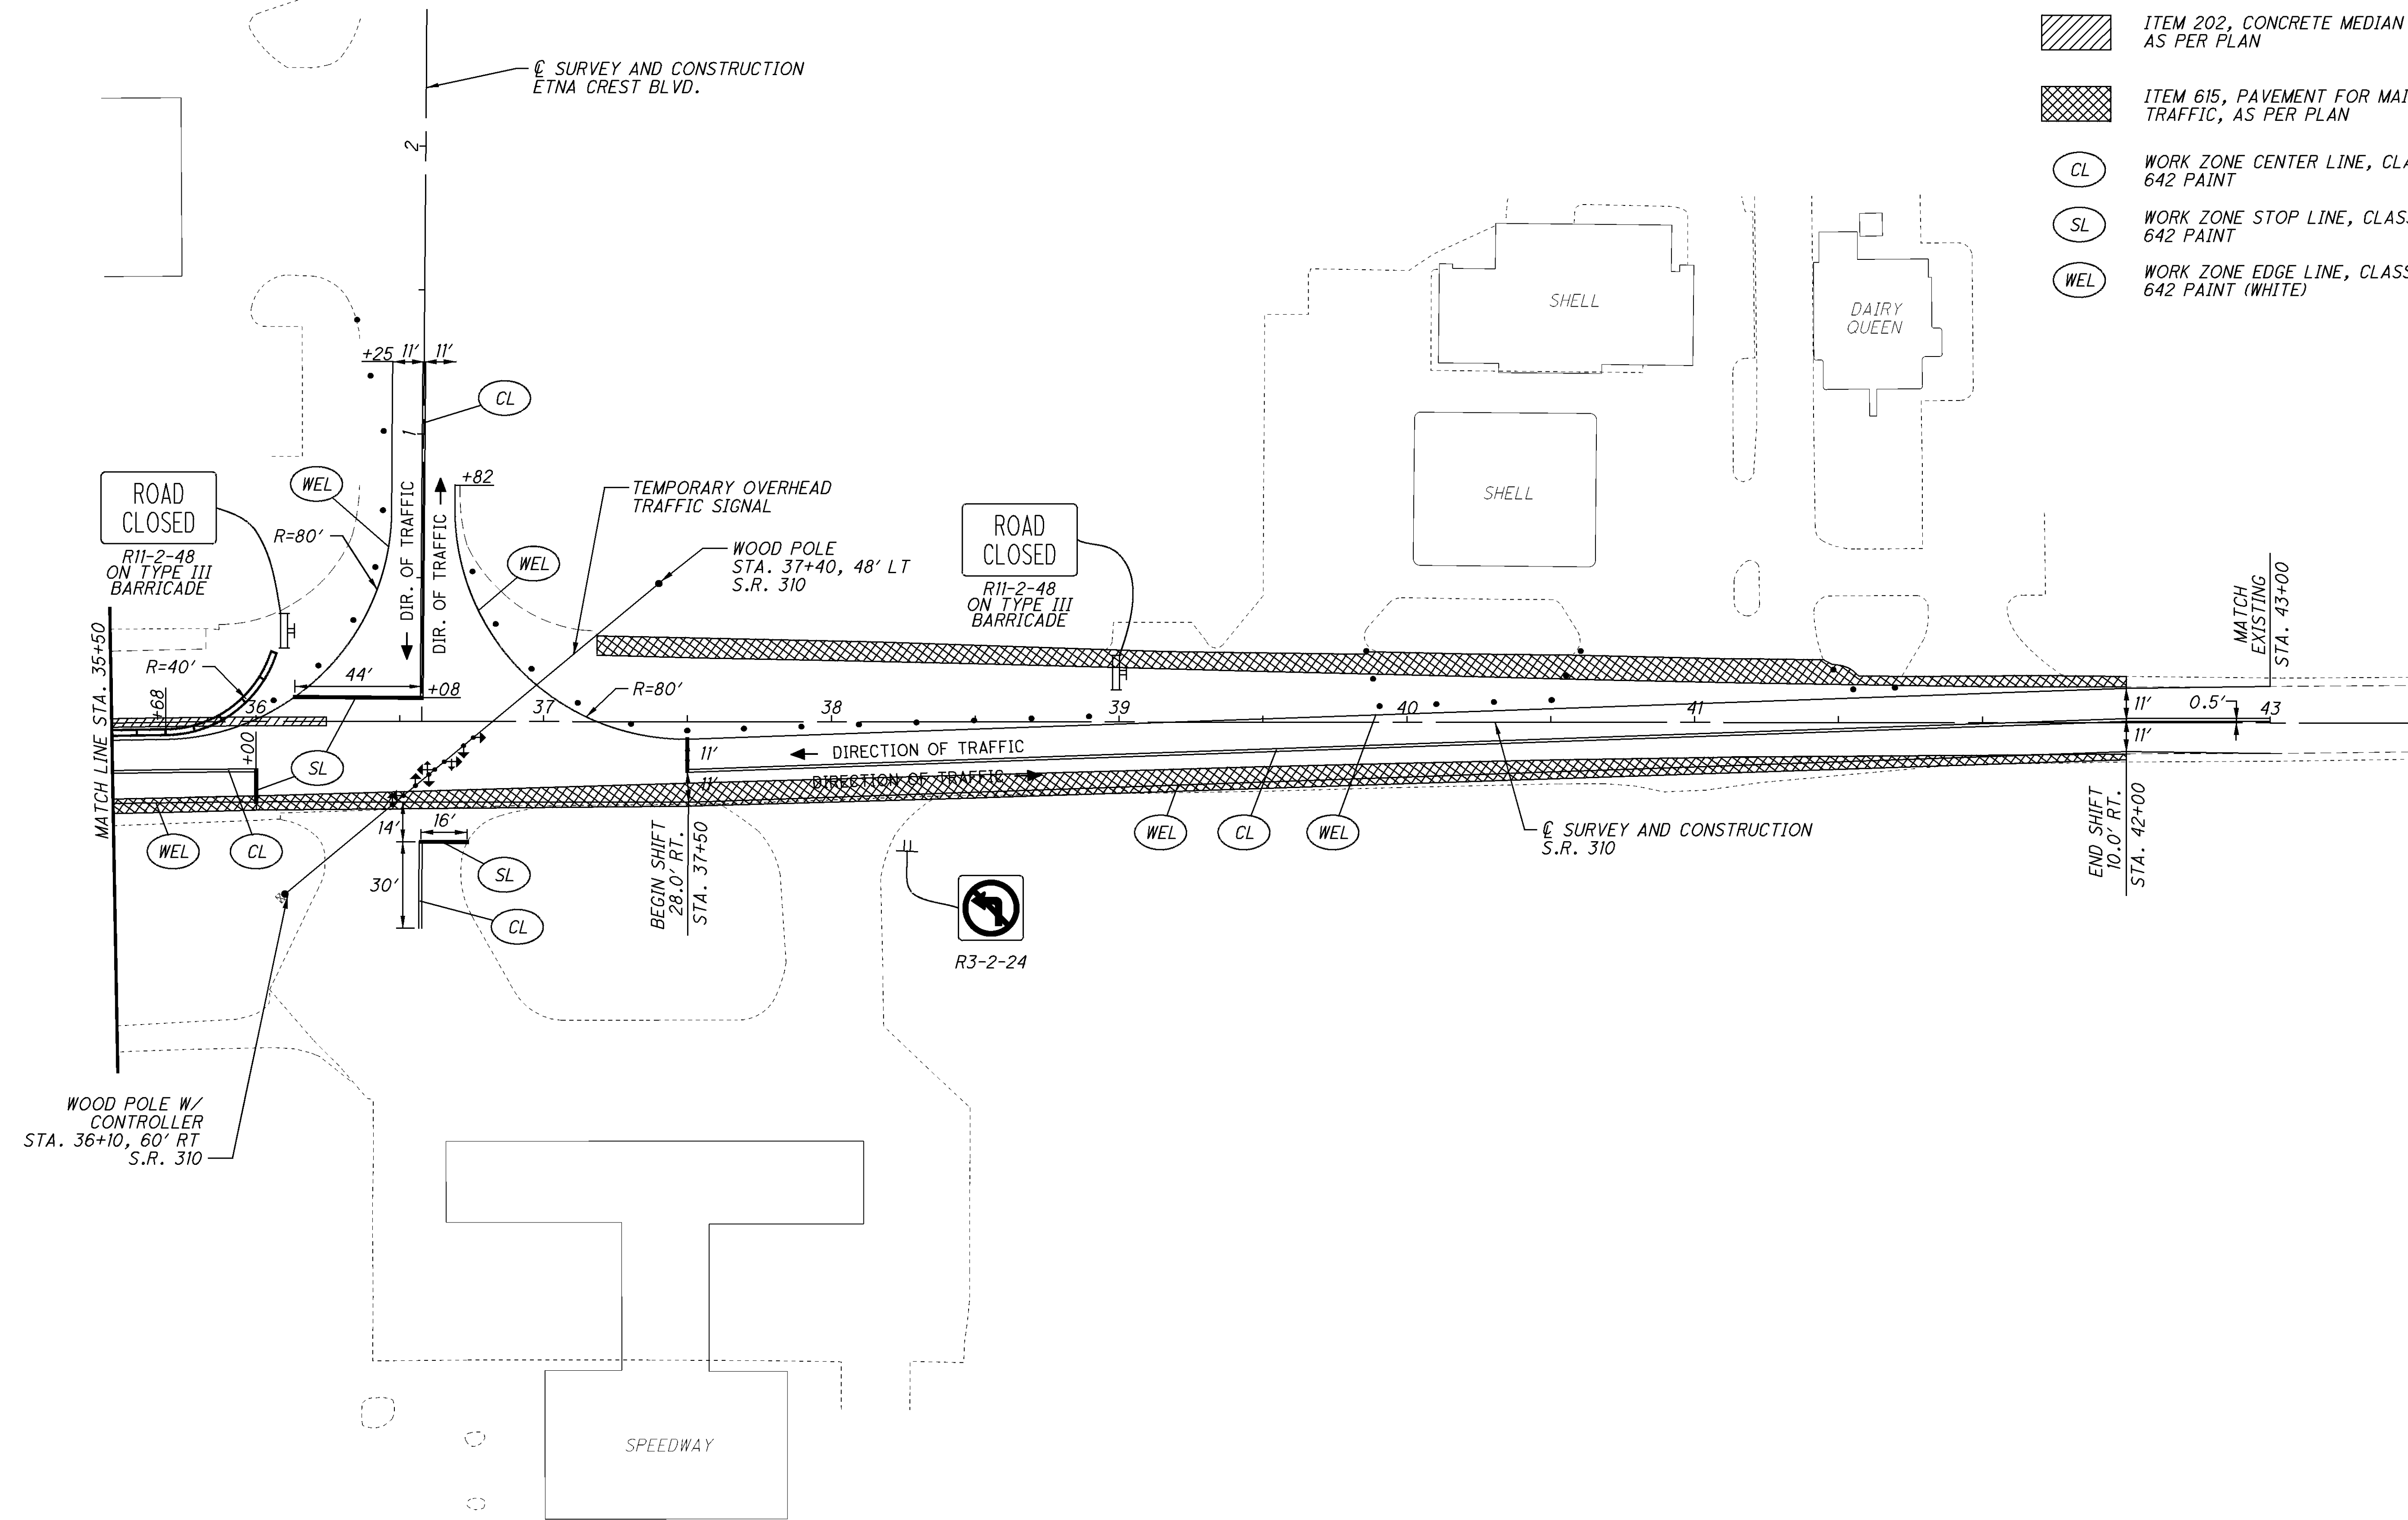 ITEM 202, CONCRETE MEDIAN
AS PER PLAN
ITEM 615, PAVEMENT FOR
TRAFFIC, AS PER PLAN
CL
WORK ZONE CENTER LINE,
642 PAINT
SL
WORK ZONE STOP LINE,
642 PAINT
WEL
WORK ZONE EDGE LINE, CLASS
642 PAINT (WHITE)
℄ SURVEY AND CONSTRUCTION
ETNA CREST BLVD.
2
SHELL
DAIRY
QUEEN
+25
11'
11'
CL
1
ROAD
CLOSED
R11-2-48
ON TYPE III
BARRICADE
WEL
R=80'
DIR. OF TRAFFIC
DIR. OF TRAFFIC
+82
WEL
TEMPORARY OVERHEAD
TRAFFIC SIGNAL
WOOD POLE
STA. 37+40, 48' LT
S.R. 310
SHELL
ROAD
CLOSED
R11-2-48
ON TYPE III
BARRICADE
MATCH
EXISTING
STA. 43+00
MATCH LINE STA. 35+50
R=40'
44'
+08
R=80'
+68
36
37
38
39
40
41
43
0.5'
11'
11'
+00
SL
11'
11'
DIRECTION OF TRAFFIC
DIRECTION OF TRAFFIC
WEL
CL
14'
16'
30'
SL
CL
BEGIN SHIFT
28.0' RT.
STA. 37+50
WEL
CL
WEL
℄ SURVEY AND CONSTRUCTION
S.R. 310
END SHIFT
10.0' RT.
STA. 42+00
R3-2-24
WOOD POLE W/
CONTROLLER
STA. 36+10, 60' RT
S.R. 310
SPEEDWAY